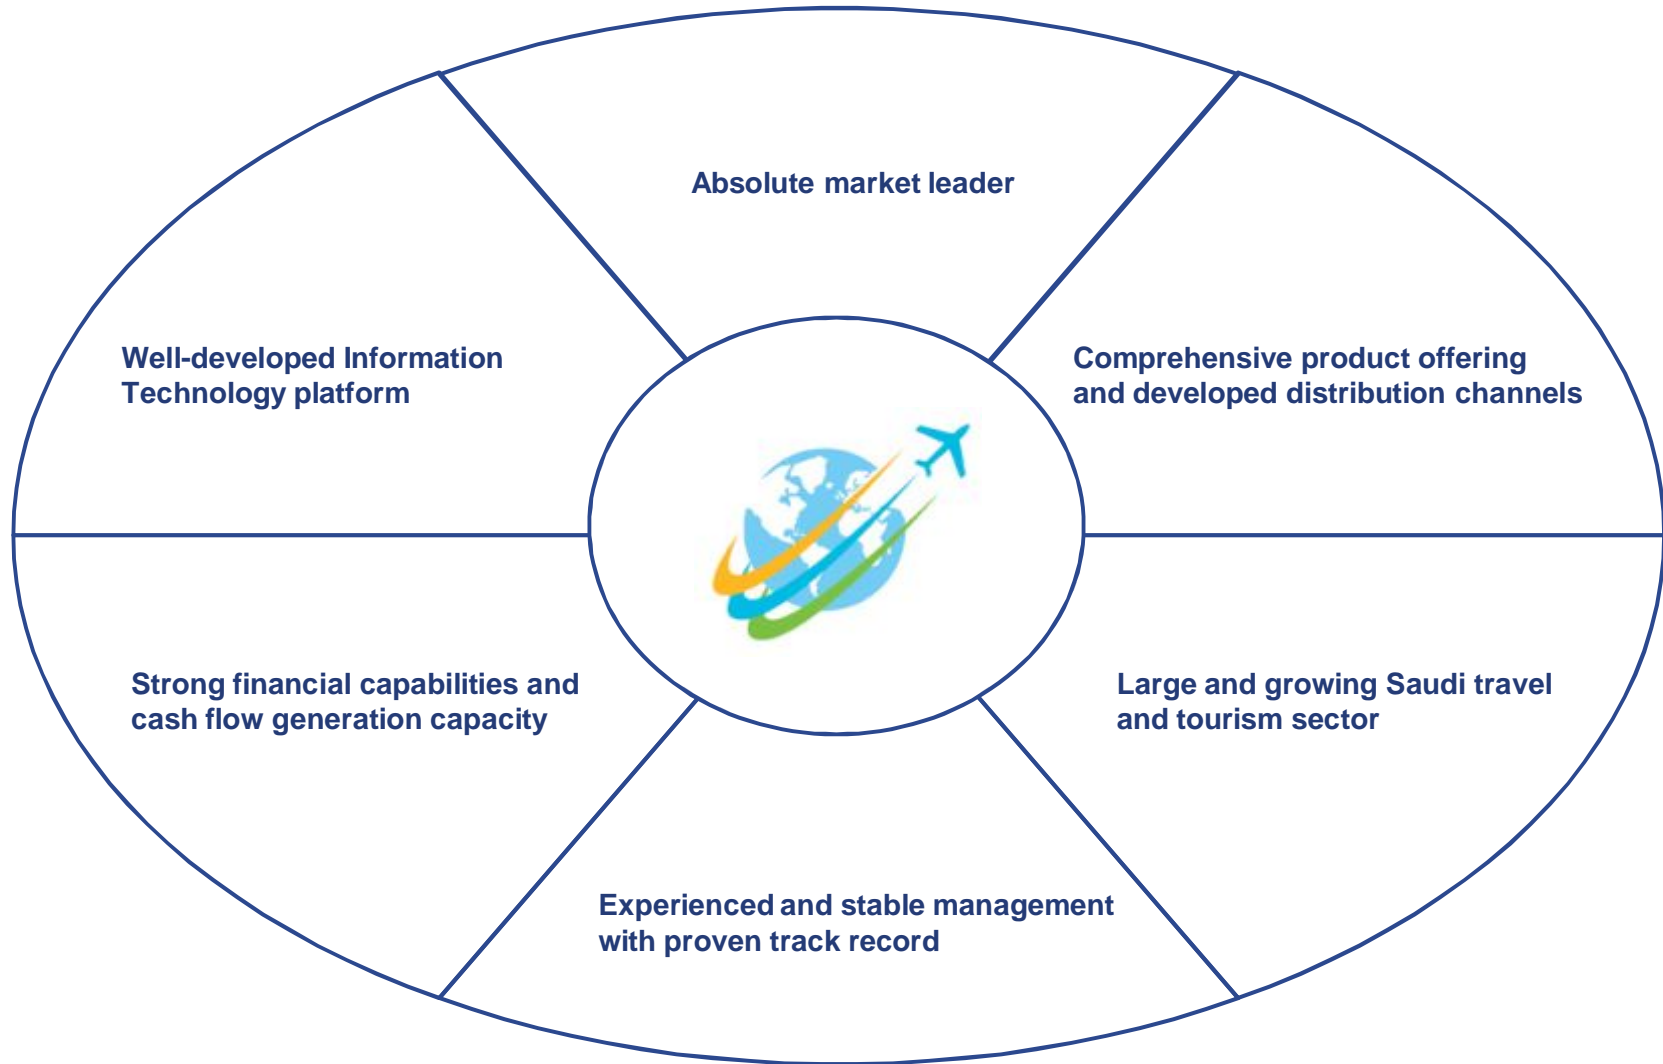 Absolute market leader
Well-developed Information
Technology platform
Comprehensive product offering
and developed distribution channels
Strong financial capabilities and
cash flow generation capacity
Large and growing Saudi travel
and tourism sector
Experienced and stable management
with proven track record